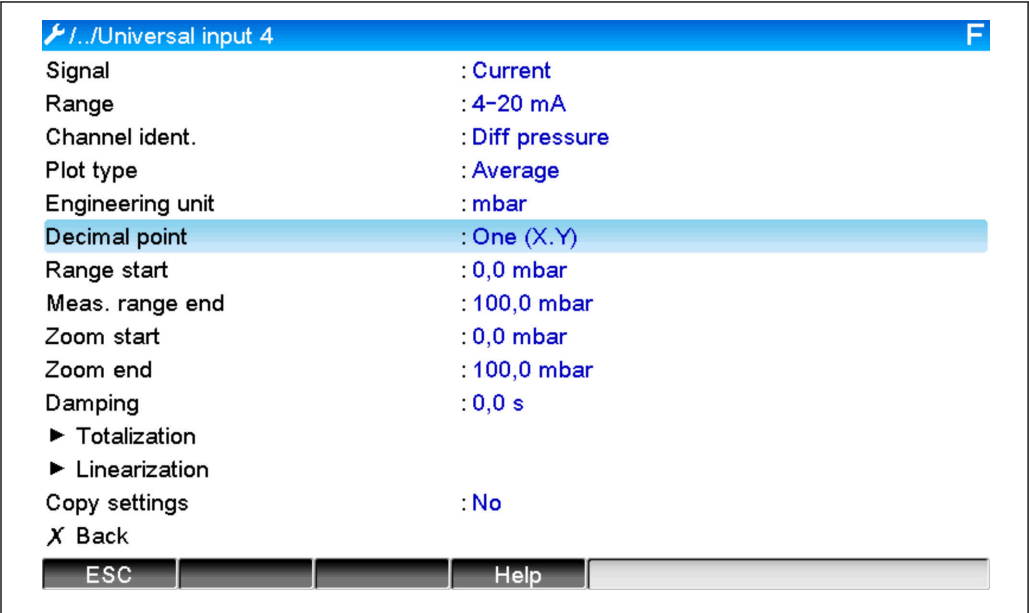 /../Universal input 4 F
Signal : Current
Range : 4-20 mA
Channel ident. : Diff pressure
Plot type : Average
Engineering unit : mbar
Decimal point : One (X.Y)
Range start : 0,0 mbar
Meas. range end : 100,0 mbar
Zoom start : 0,0 mbar
Zoom end : 100,0 mbar
Damping : 0,0 s
► Totalization
► Linearization
Copy settings : No
X Back
ESC Help